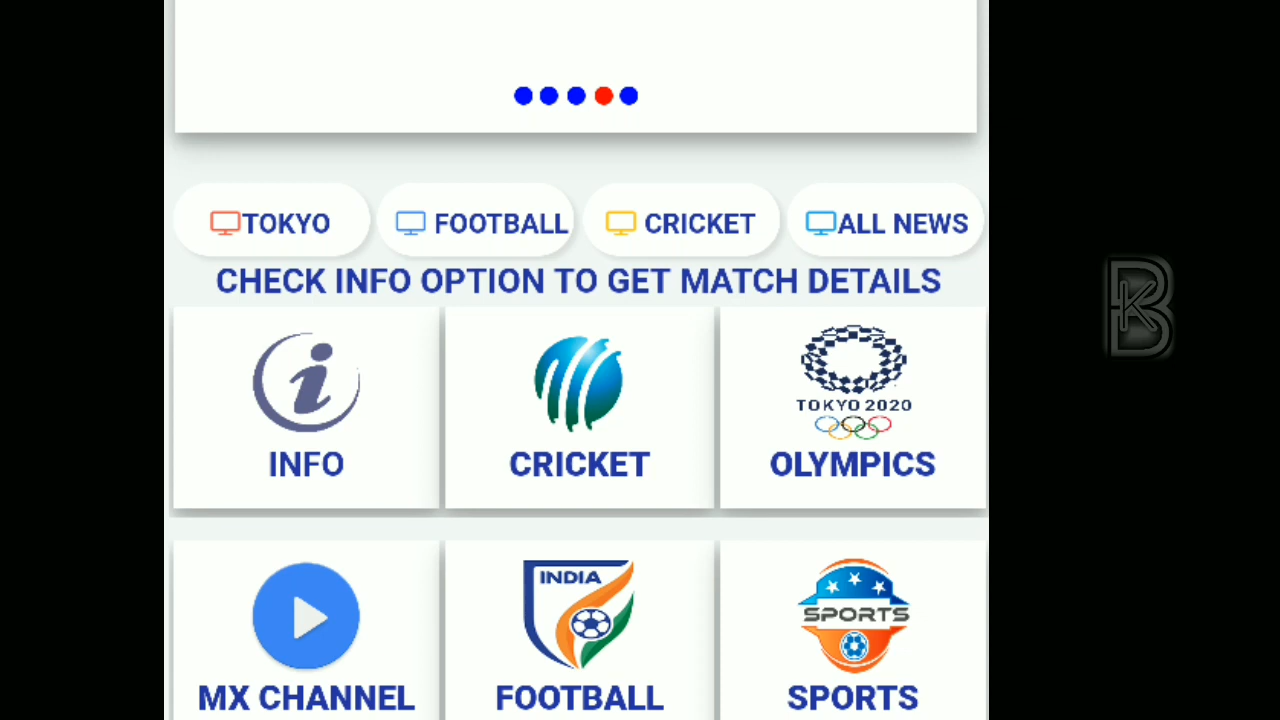 TOKYO FOOTBALL CRICKET ALL NEWS
CHECK INFO OPTION TO GET MATCH DETAILS
TOKYO 2020
INFO CRICKET OLYMPICS
INDIA SPORTS
MX CHANNEL FOOTBALL SPORTS
BK